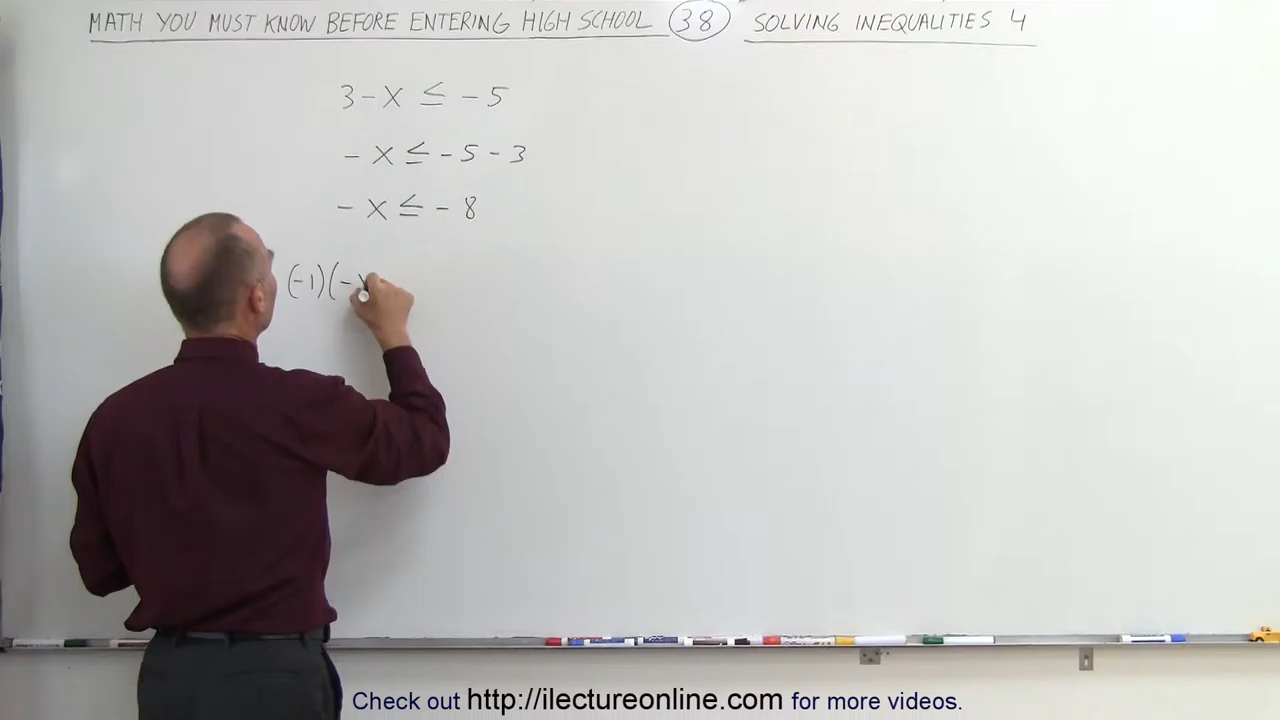 MATH YOU MUST KNOW BEFORE ENTERING HIGH SCHOOL 38 SOLVING INEQUALITIES 4
3 - X ≤ - 5
- X ≤ - 5 - 3
- X ≤ - 8
(-1)(-X
Check out http://ilectureonline.com for more videos.